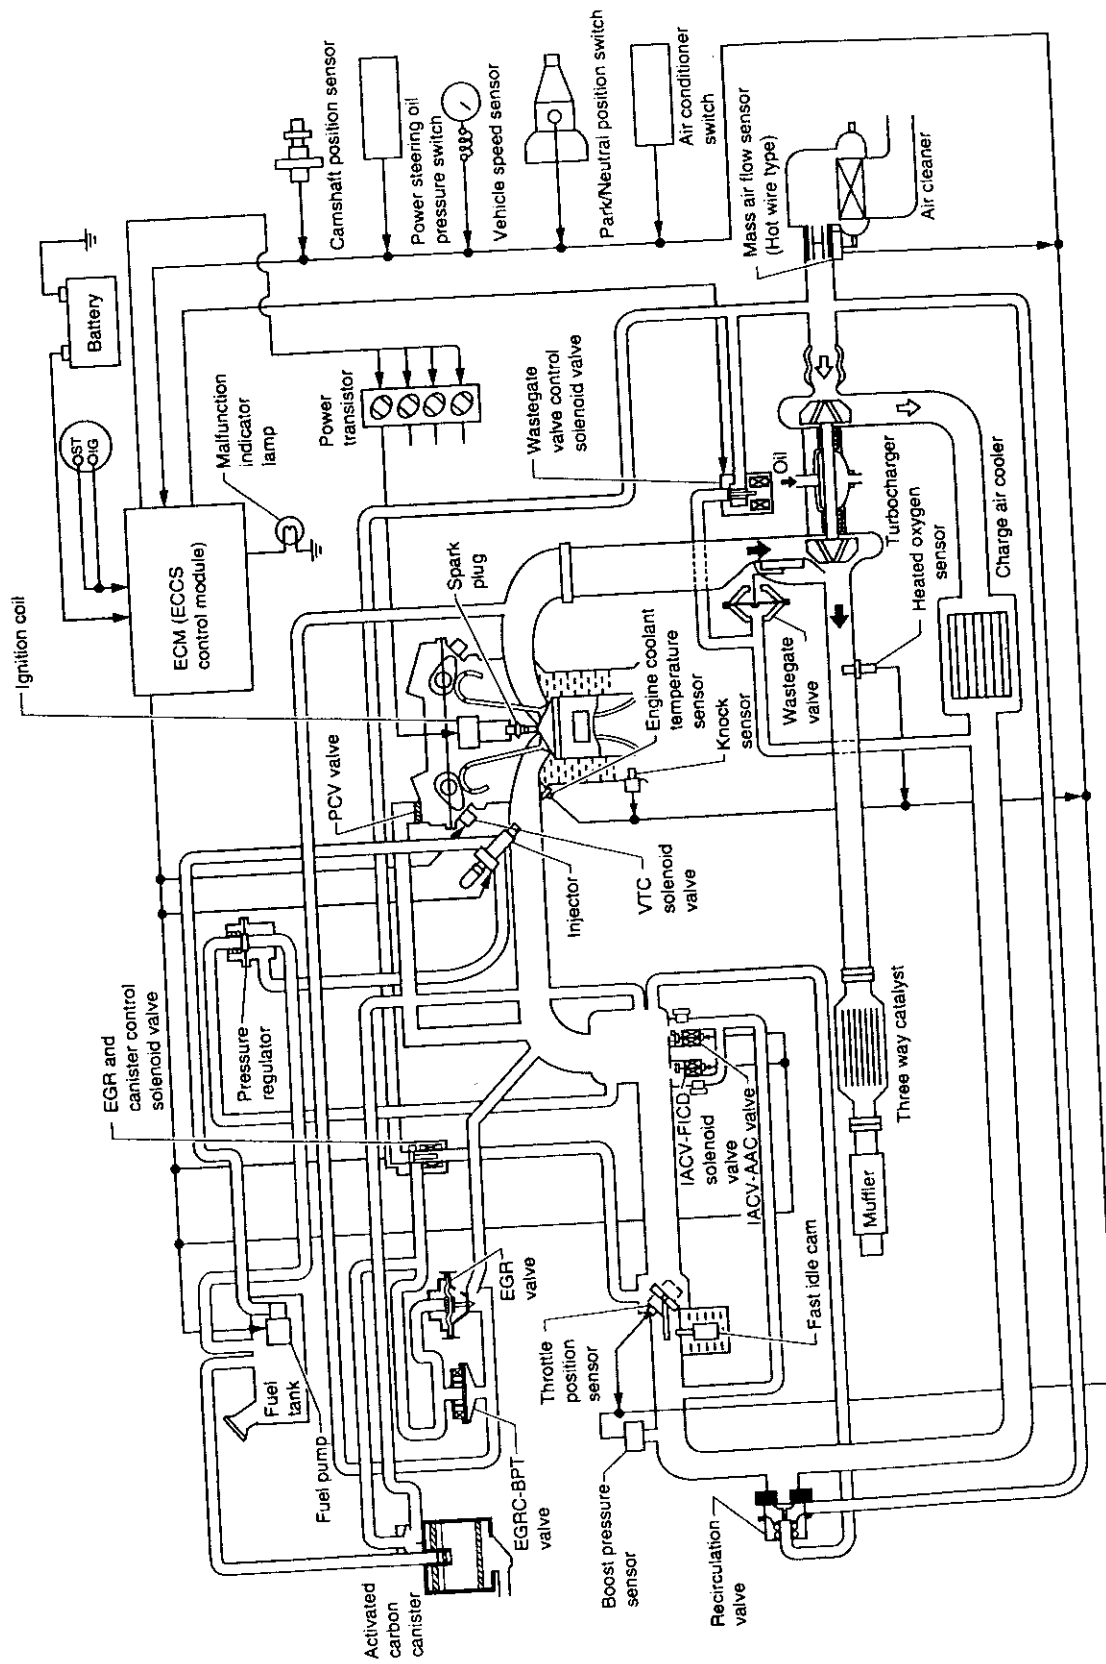 Battery
OST
OIG
ECM (ECCS
control module)
Malfunction
indicator
lamp
Ignition coil
PCV valve
EGR and
canister control
solenoid valve
Pressure
regulator
Fuel
tank
Fuel pump
Activated
carbon
canister
EGRC-BPT
valve
EGR
valve
Camshaft position sensor
Power steering oil
pressure switch
Vehicle speed sensor
Park/Neutral position switch
Air conditioner
switch
Power
transistor
Spark
plug
Engine coolant
temperature
sensor
Knock
sensor
Injector
VTC
solenoid
valve
Wastegate
valve control
solenoid valve
Oil
Mass air flow sensor
(Hot wire type)
Air cleaner
Turbocharger
Heated oxygen
sensor
Wastegate
valve
Charge air cooler
Throttle
position
sensor
IACV-FICD
solenoid
valve
IACV-AAC valve
Fast idle cam
Three way catalyst
Muffler
Boost pressure
sensor
Recirculation
valve